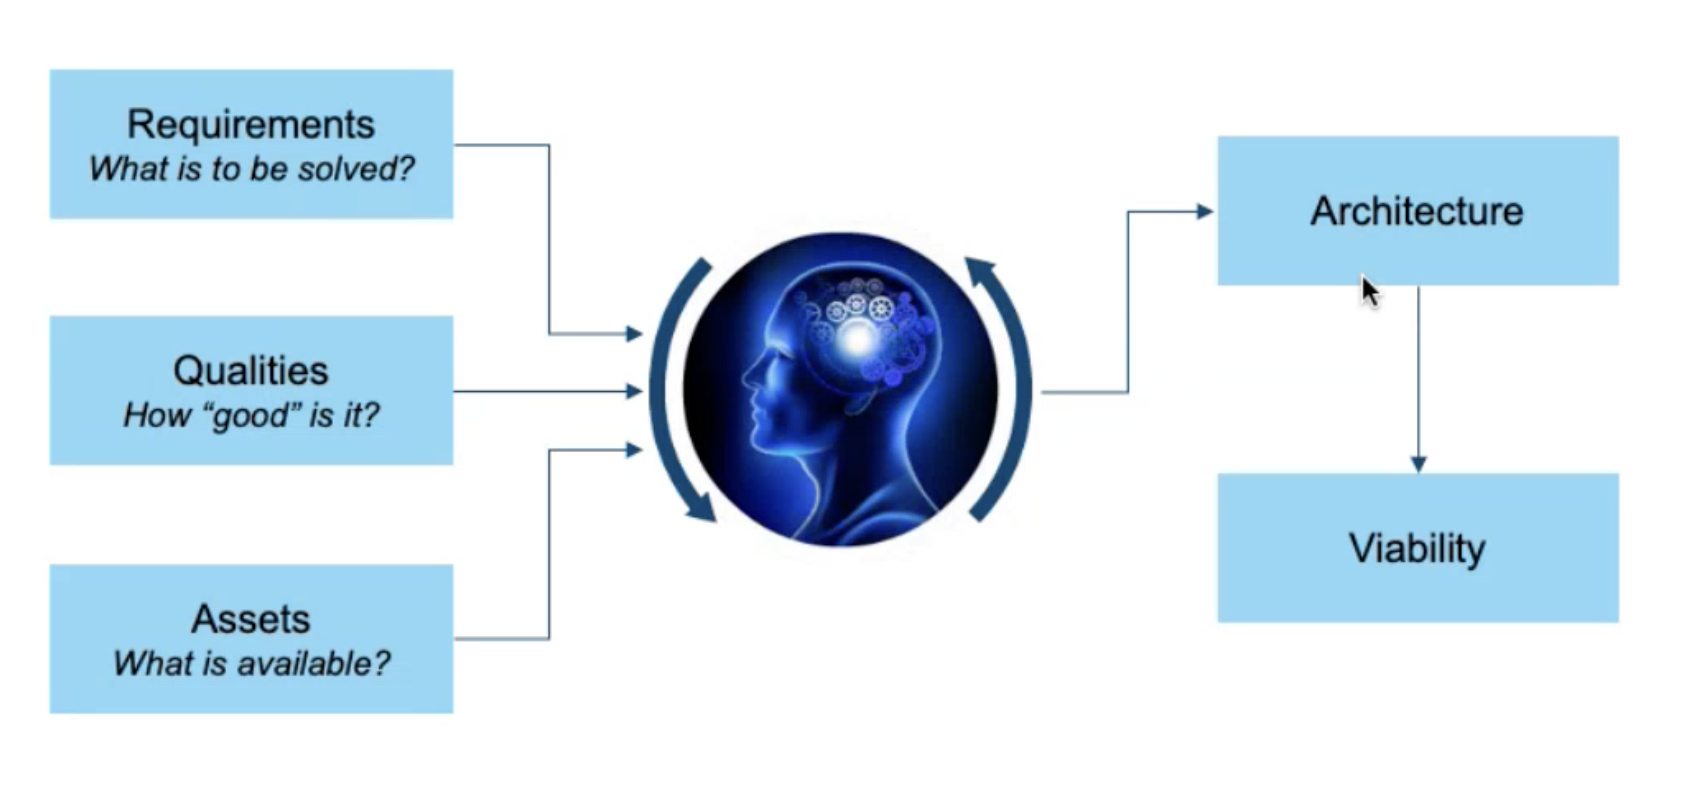 Requirements
What is to be solved?
Qualities
How “good” is it?
Assets
What is available?
Architecture
Viability